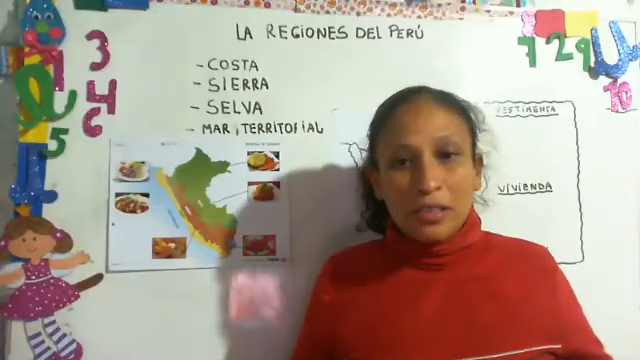 LA REGIONES DEL PERÚ
- COSTA
- SIERRA
- SELVA
- MAR, TERRITORIAL
VESTIMENTA
VIVIENDA
3
4
6
5
7 2 9
10